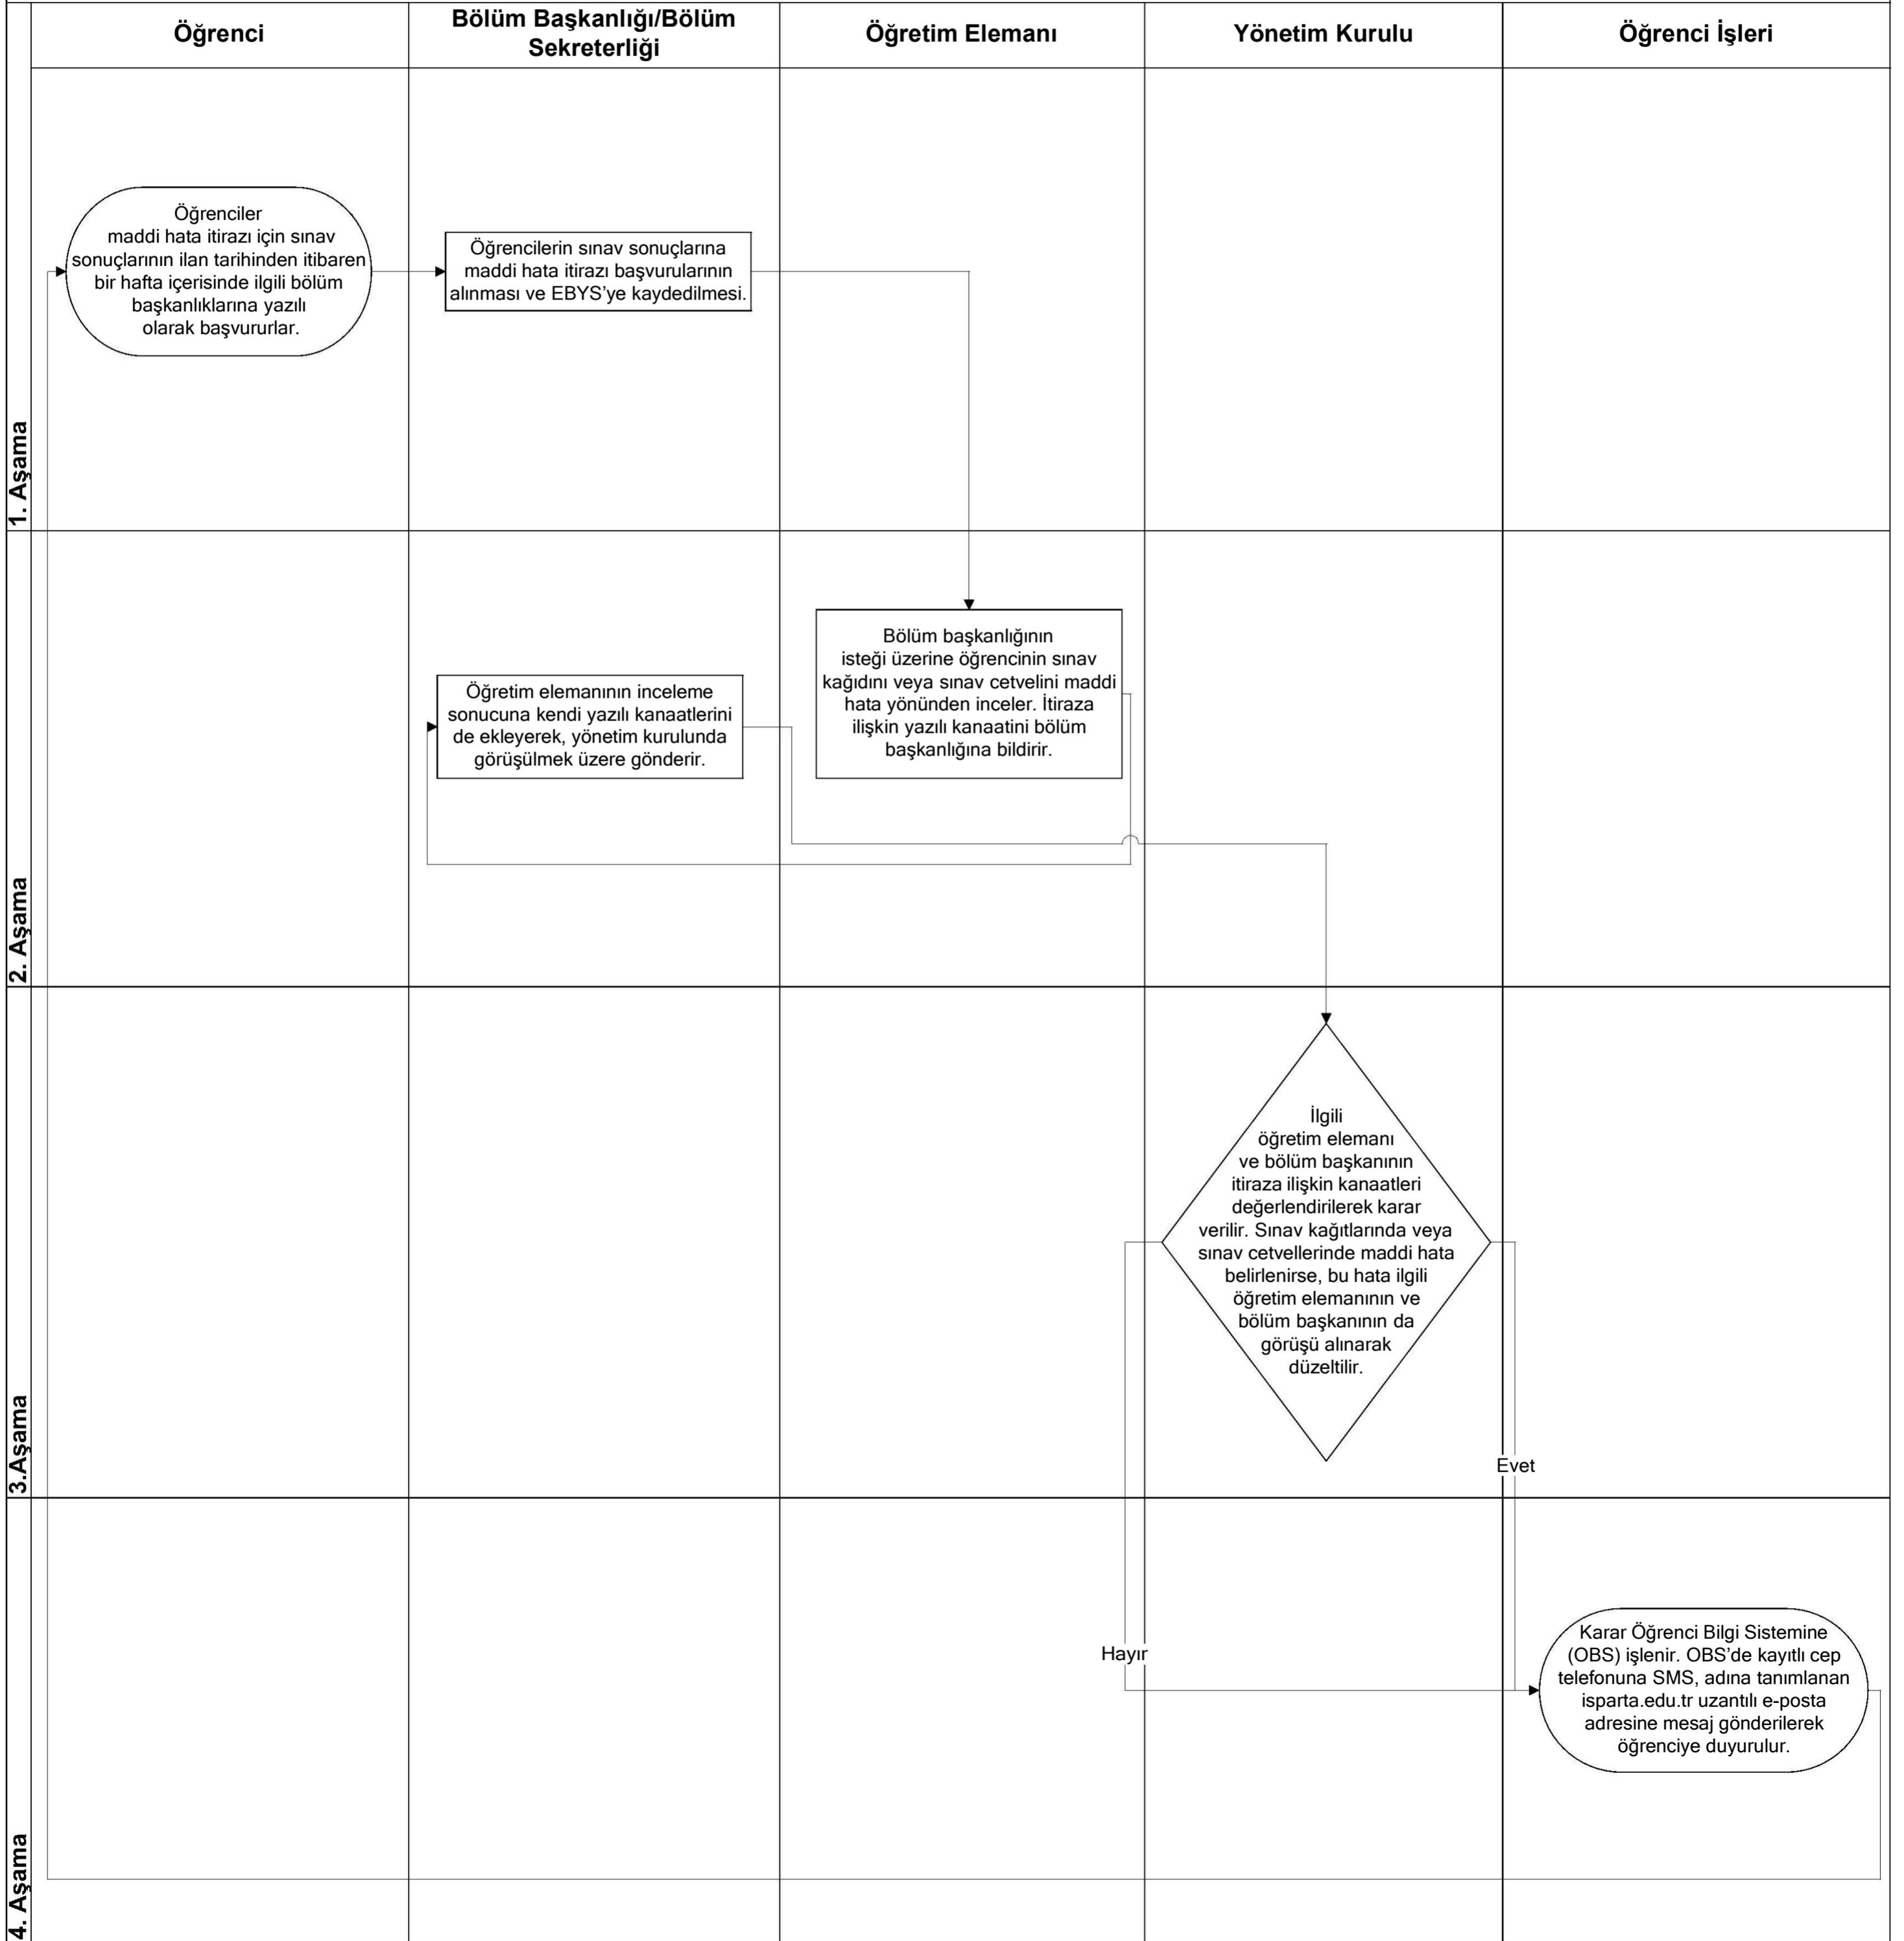 Öğrenci
Bölüm Başkanlığı/Bölüm
Sekreterliği
Öğretim Elemanı
Yönetim Kurulu
Öğrenci İşleri
1. Aşama
Öğrenciler
maddi hata itirazı için sınav
sonuçlarının ilan tarihinden itibaren
bir hafta içerisinde ilgili bölüm
başkanlıklarına yazılı
olarak başvururlar.
Öğrencilerin sınav sonuçlarına
maddi hata itirazı başvurularının
alınması ve EBYS’ye kaydedilmesi.
2. Aşama
Bölüm başkanlığının
isteği üzerine öğrencinin sınav
kağıdını veya sınav cetvelini maddi
hata yönünden inceler. İtiraza
ilişkin yazılı kanaatini bölüm
başkanlığına bildirir.
Öğretim elemanının inceleme
sonucuna kendi yazılı kanaatlerini
de ekleyerek, yönetim kurulunda
görüşülmek üzere gönderir.
3.Aşama
İlgili
öğretim elemanı
ve bölüm başkanının
itiraza ilişkin kanaatleri
değerlendirilerek karar
verilir. Sınav kağıtlarında veya
sınav cetvellerinde maddi hata
belirlenirse, bu hata ilgili
öğretim elemanının ve
bölüm başkanının da
görüşü alınarak
düzeltilir.
Evet
4. Aşama
Hayır
Karar Öğrenci Bilgi Sistemine
(OBS) işlenir. OBS’de kayıtlı cep
telefonuna SMS, adına tanımlanan
isparta.edu.tr uzantılı e-posta
adresine mesaj gönderilerek
öğrenciye duyurulur.